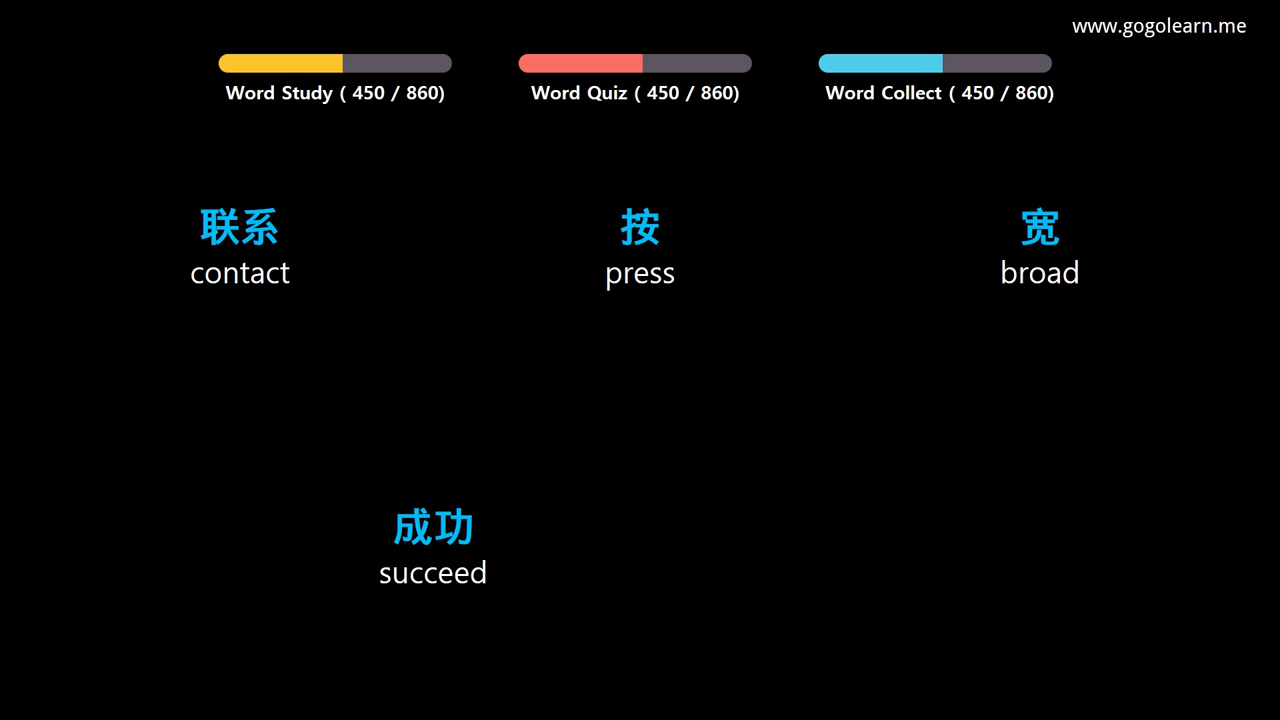 www.gogolearn.me
Word Study ( 450 / 860)
Word Quiz ( 450 / 860)
Word Collect ( 450 / 860)
联系
contact
按
press
宽
broad
成功
succeed